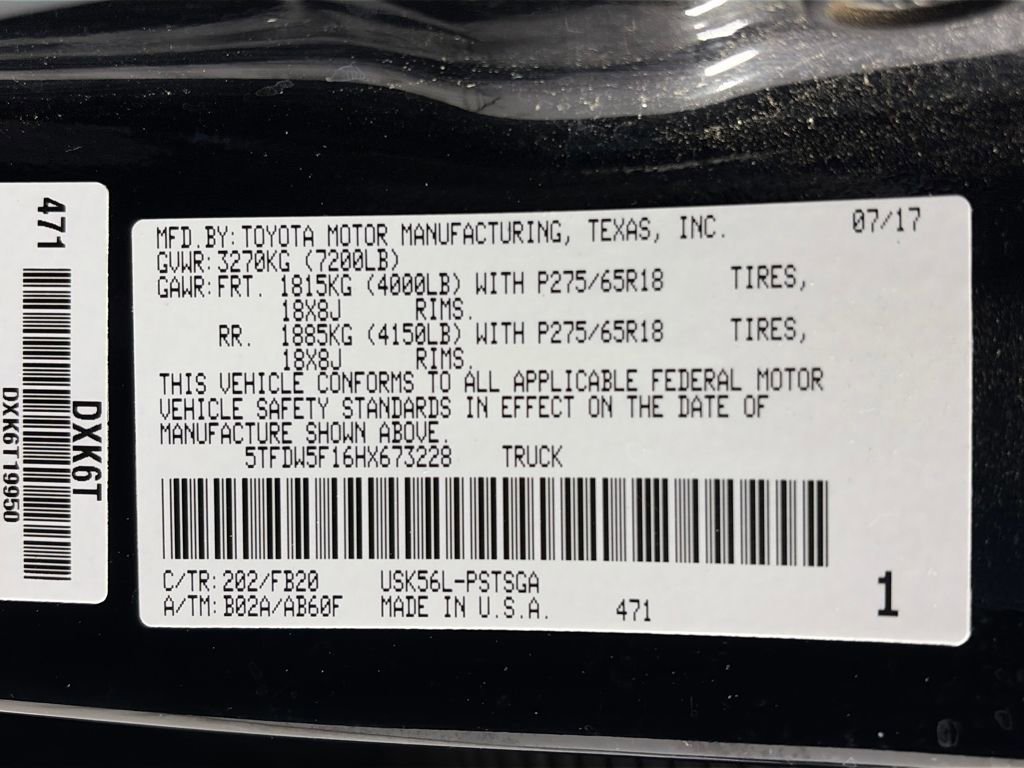 471
DXK6T
DXK6T19950
MFD.BY:TOYOTA MOTOR MANUFACTURING, TEXAS, INC. 07/17
GVWR:3270KG (7200LB)
GAWR:FRT. 1815KG (4000LB) WITH P275/65R18 TIRES,
18X8J RIMS.
RR. 1885KG (4150LB) WITH P275/65R18 TIRES,
18X8J RIMS.
THIS VEHICLE CONFORMS TO ALL APPLICABLE FEDERAL MOTOR
VEHICLE SAFETY STANDARDS IN EFFECT ON THE DATE OF
MANUFACTURE SHOWN ABOVE.
5TFDW5F16HX673228 TRUCK
C/TR:202/FB20 USK56L-PSTSGA
A/TM:B02A/AB60F MADE IN U.S.A. 471
1